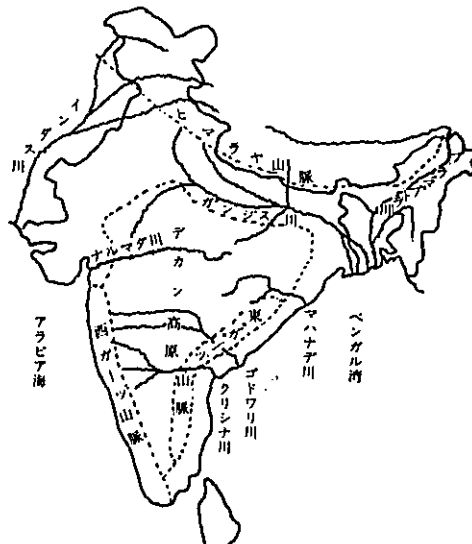 インダス川
ヒマラヤ山脈
ガンジス川
ブラマプトラ川
ナルマダ川
デカン高原
西ガーツ山脈
東ガーツ山脈
マハナデ川
ゴドワリ川
クリシナ川
アラビア海
ベンガル湾